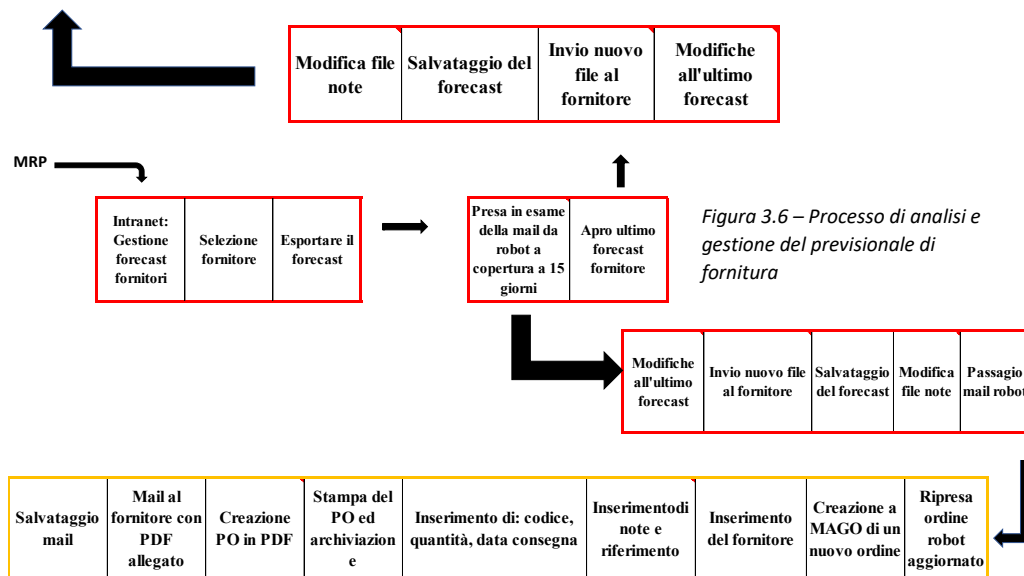 Modifica file
note
Salvataggio del
forecast
Invio nuovo
file al
fornitore
Modifiche
all'ultimo
forecast
MRP
Intranet:
Gestione
forecast
fornitori
Selezione
fornitore
Esportare il
forecast
Presa in esame
della mail da
robot a
copertura a 15
giorni
Apro ultimo
forecast
fornitore
Figura 3.6 – Processo di analisi e
gestione del previsionale di
fornitura
Modifiche
all'ultimo
forecast
Invio nuovo file
al fornitore
Salvataggio
del forecast
Modifica
file note
Passagio
mail robot
Salvataggio
mail
Mail al
fornitore con
PDF
allegato
Creazione
PO in PDF
Stampa del
PO ed
archiviazion
e
Inserimento di: codice,
quantità, data consegna
Inserimentodi
note e
riferimento
Inserimento
del fornitore
Creazione a
MAGO di un
nuovo ordine
Ripresa
ordine
robot
aggiornato